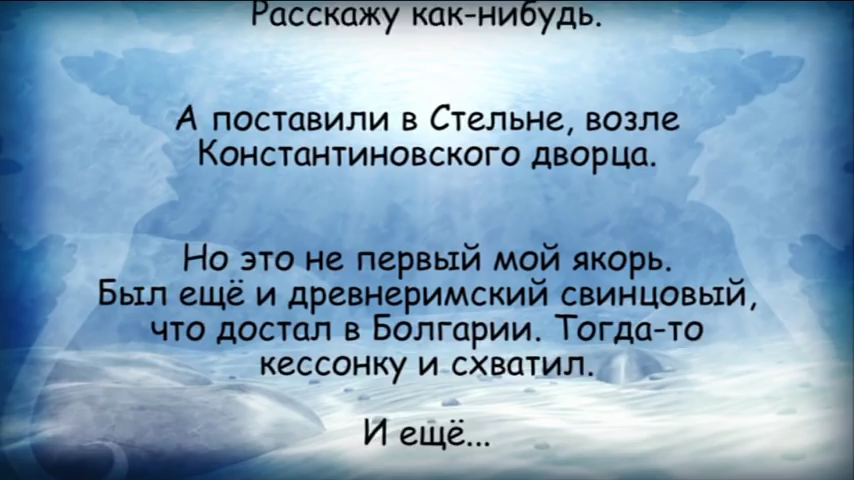 Расскажу как-нибудь.
А поставили в Стельне, возле
Константиновского дворца.
Но это не первый мой якорь.
Был ещё и древнеримский свинцовый,
что достал в Болгарии. Тогда-то
кессонку и схватил.
И ещё...